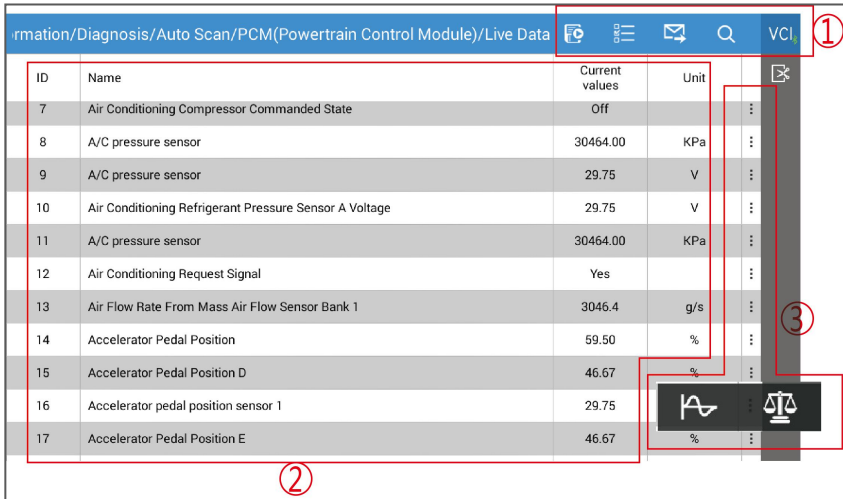 rmation/Diagnosis/Auto Scan/PCM(Powertrain Control Module)/Live Data VCI
①
ID Name Current values Unit
7 Air Conditioning Compressor Commanded State Off
8 A/C pressure sensor 30464.00 KPa
9 A/C pressure sensor 29.75 V
10 Air Conditioning Refrigerant Pressure Sensor A Voltage 29.75 V
11 A/C pressure sensor 30464.00 KPa
12 Air Conditioning Request Signal Yes
13 Air Flow Rate From Mass Air Flow Sensor Bank 1 3046.4 g/s
③
14 Accelerator Pedal Position 59.50 %
15 Accelerator Pedal Position D 46.67 %
16 Accelerator pedal position sensor 1 29.75
17 Accelerator Pedal Position E 46.67 %
②